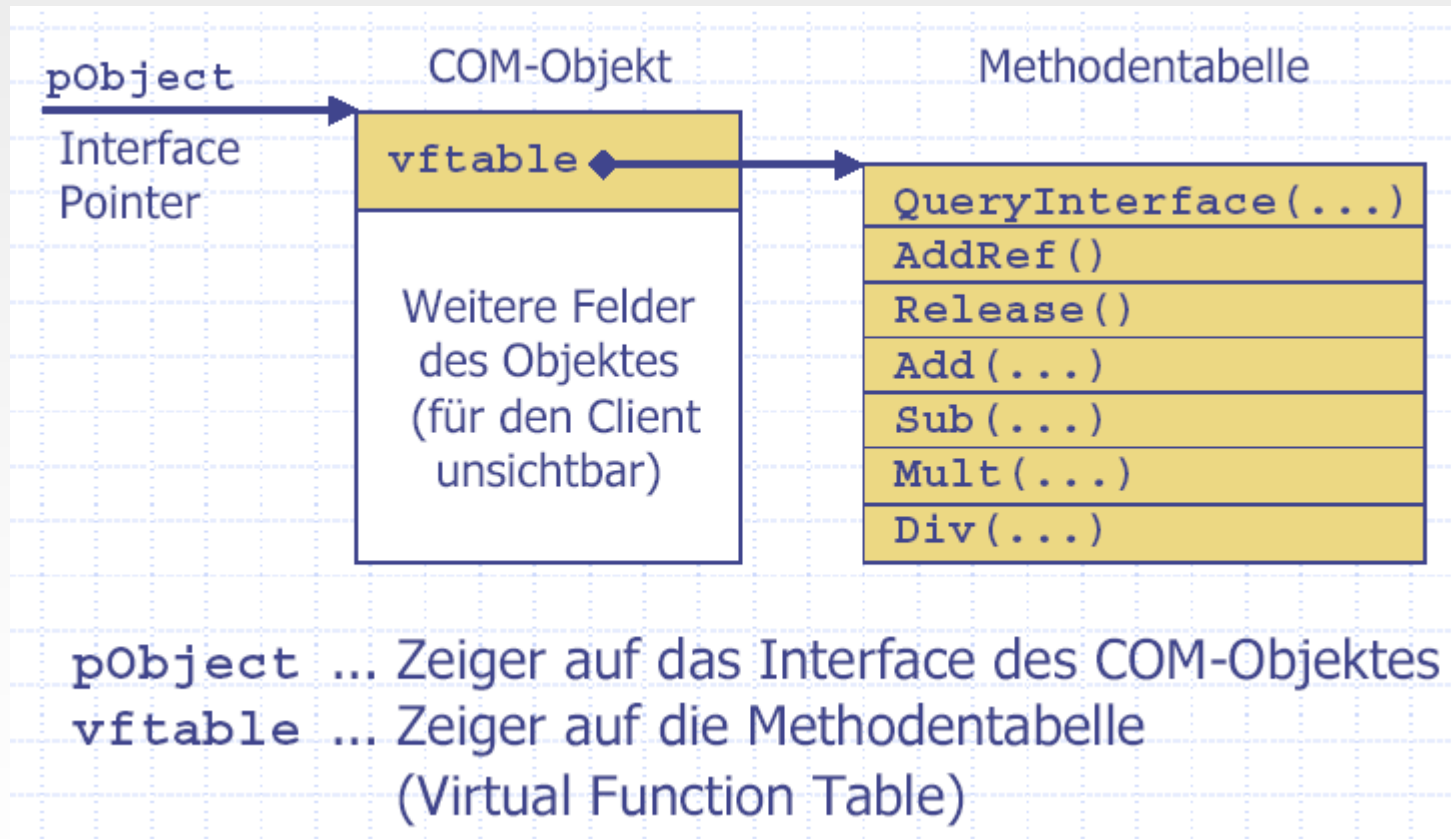 pObject
Interface
Pointer
COM-Objekt
vftable
Weitere Felder
des Objektes
(für den Client
unsichtbar)
Methodentabelle
QueryInterface(...)
AddRef()
Release()
Add(...)
Sub(...)
Mult(...)
Div(...)
pObject ... Zeiger auf das Interface des COM-Objektes
vftable ... Zeiger auf die Methodentabelle
(Virtual Function Table)